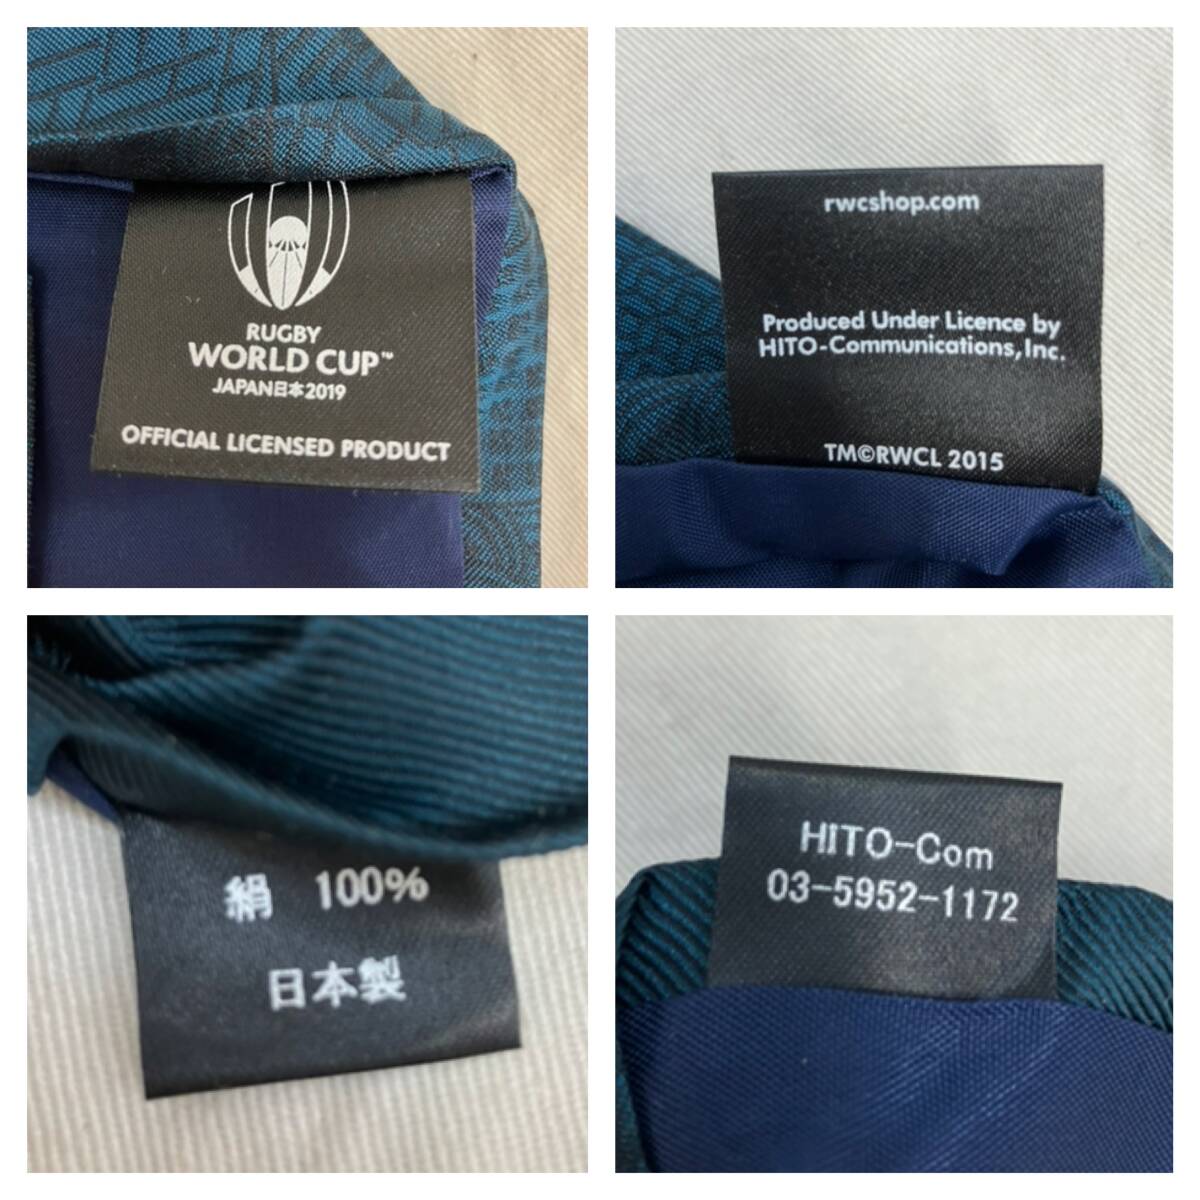 RUGBY
WORLD CUP™
JAPAN日本2019
OFFICIAL LICENSED PRODUCT
rwcshop.com
Produced Under Licence by
HITO-Communications,Inc.
TM©RWCL 2015
絹 100%
日本製
HITO-Com
03-5952-1172